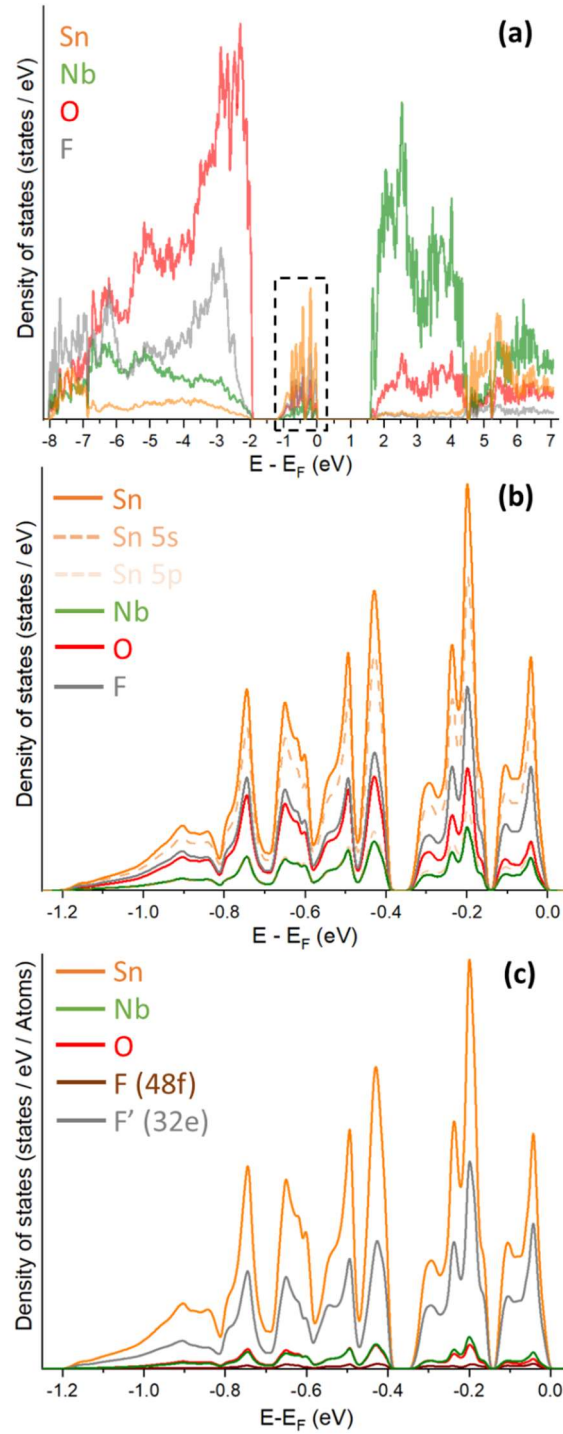 (a)
Sn
Nb
O
F
Density of states (states / eV)
-8 -7 -6 -5 -4 -3 -2 -1 0 1 2 3 4 5 6 7
E - EF (eV)
(b)
Sn
Sn 5s
Sn 5p
Nb
O
F
Density of states (states / eV)
-1.2 -1.0 -0.8 -0.6 -0.4 -0.2 0.0
E - EF (eV)
(c)
Sn
Nb
O
F (48f)
F' (32e)
Density of states (states / eV / Atoms)
-1.2 -1.0 -0.8 -0.6 -0.4 -0.2 0.0
E-EF (eV)